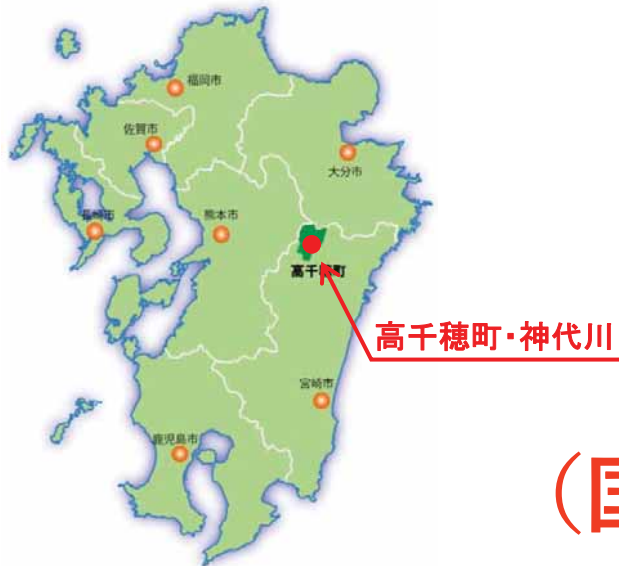 福岡市
佐賀市
大分市
長崎市
熊本市
高千穂町
高千穂町・神代川
宮崎市
鹿児島市